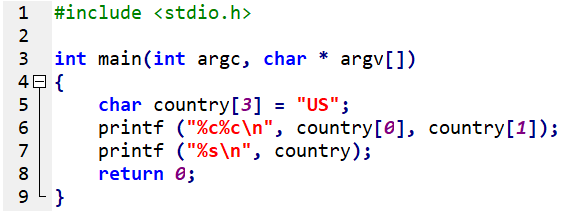 1 #include <stdio.h>
2
3 int main(int argc, char * argv[])
4 {
5     char country[3] = "US";
6     printf ("%c%c\n", country[0], country[1]);
7     printf ("%s\n", country);
8     return 0;
9 }